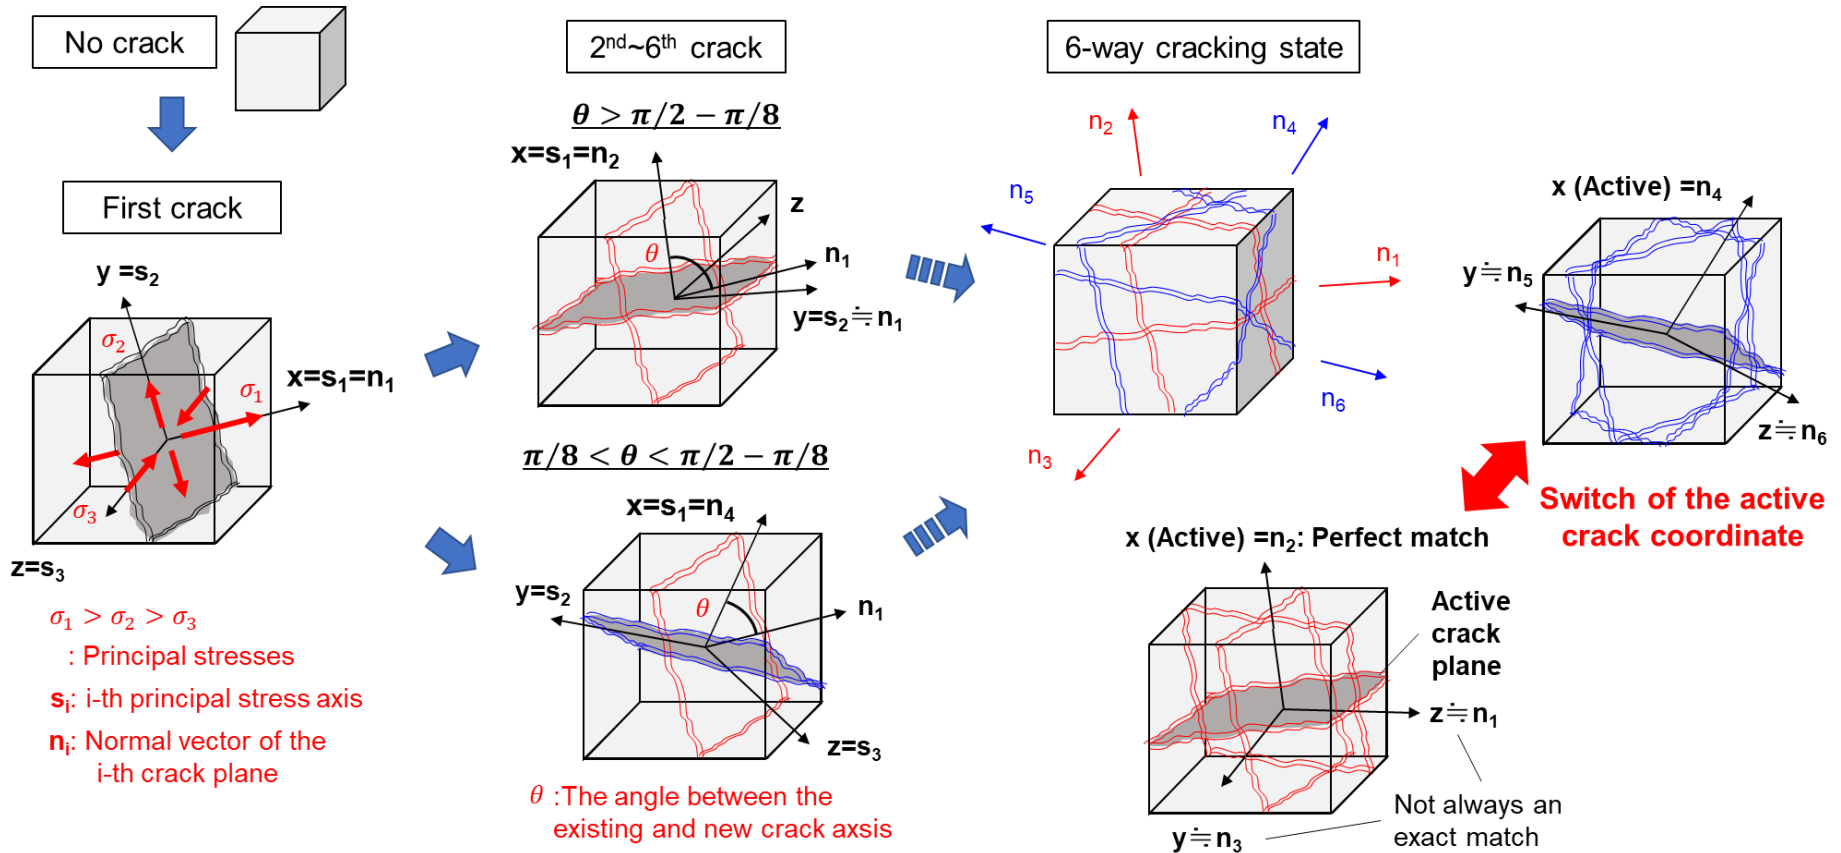 No crack
First crack
y =s₂
σ₂
σ₁
x=s₁=n₁
σ₃
z=s₃
σ₁ > σ₂ > σ₃
: Principal stresses
sᵢ: i-th principal stress axis
nᵢ: Normal vector of the
i-th crack plane
2ⁿᵈ~6ᵗʰ crack
θ > π/2 − π/8
x=s₁=n₂
z
θ
n₁
y=s₂≒n₁
π/8 < θ < π/2 − π/8
x=s₁=n₄
y=s₂
θ
n₁
z=s₃
θ :The angle between the
existing and new crack axsis
6-way cracking state
n₂
n₄
n₅
n₁
n₆
n₃
x (Active) =n₄
y≒n₅
z≒n₆
Switch of the active
crack coordinate
x (Active) =n₂: Perfect match
Active
crack
plane
z≒n₁
Not always an
exact match
y≒n₃